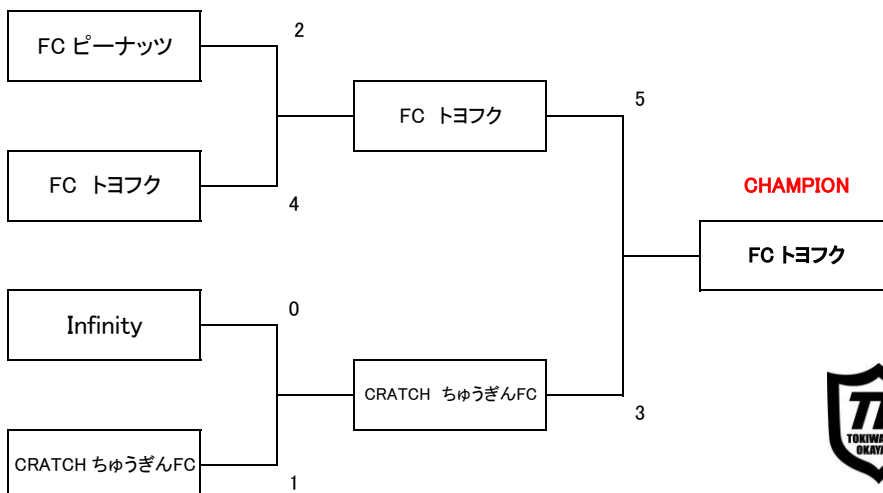 FC ピーナッツ
2
FC トヨフク
5
FC トヨフク
4
CHAMPION
FC トヨフク
Infinity
0
CRATCH ちゅうぎんFC
3
CRATCH ちゅうぎんFC
1